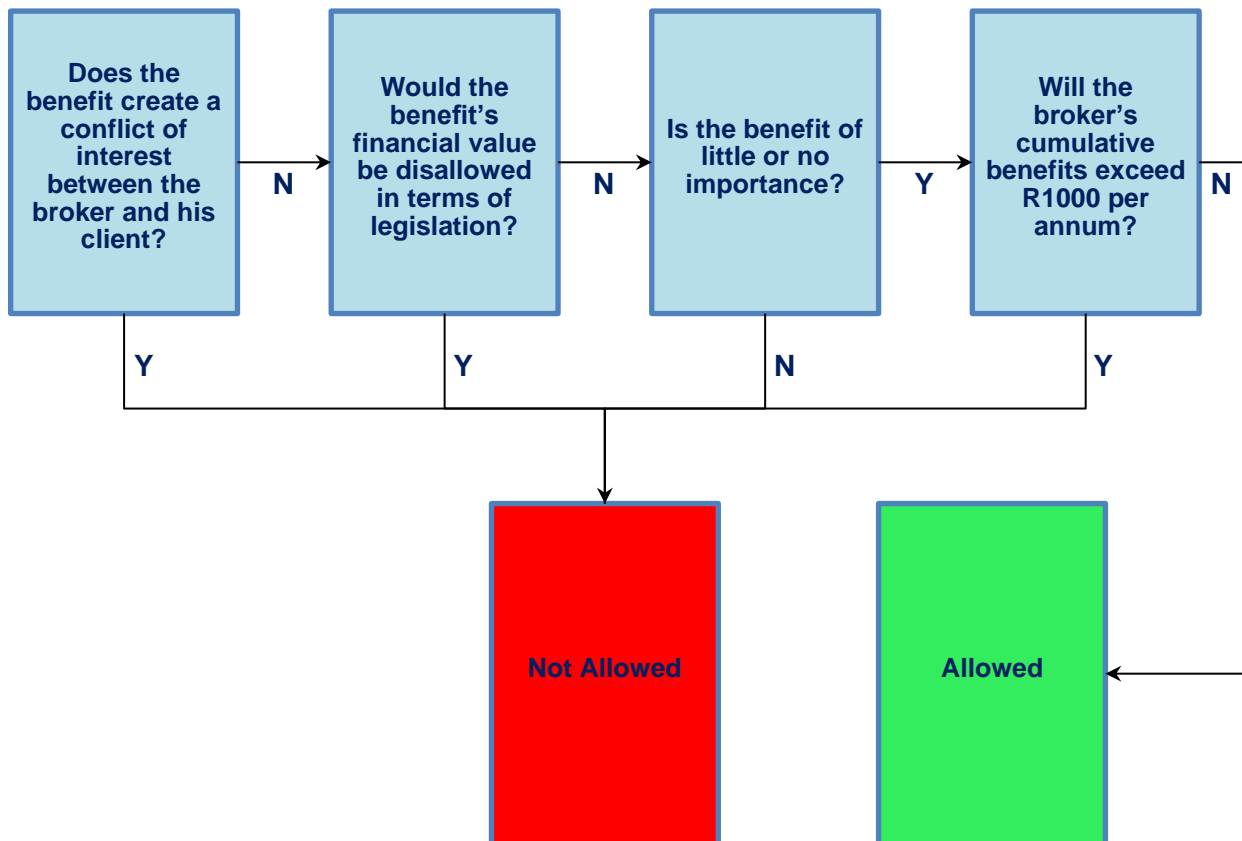 Does the
benefit create a
conflict of
interest
between the
broker and his
client?
N
Would the
benefit’s
financial value
be disallowed
in terms of
legislation?
N
Is the benefit of
little or no
importance?
Y
Will the
broker’s
cumulative
benefits exceed
R1000 per
annum?
N
Y
Y
N
Y
Not Allowed
Allowed